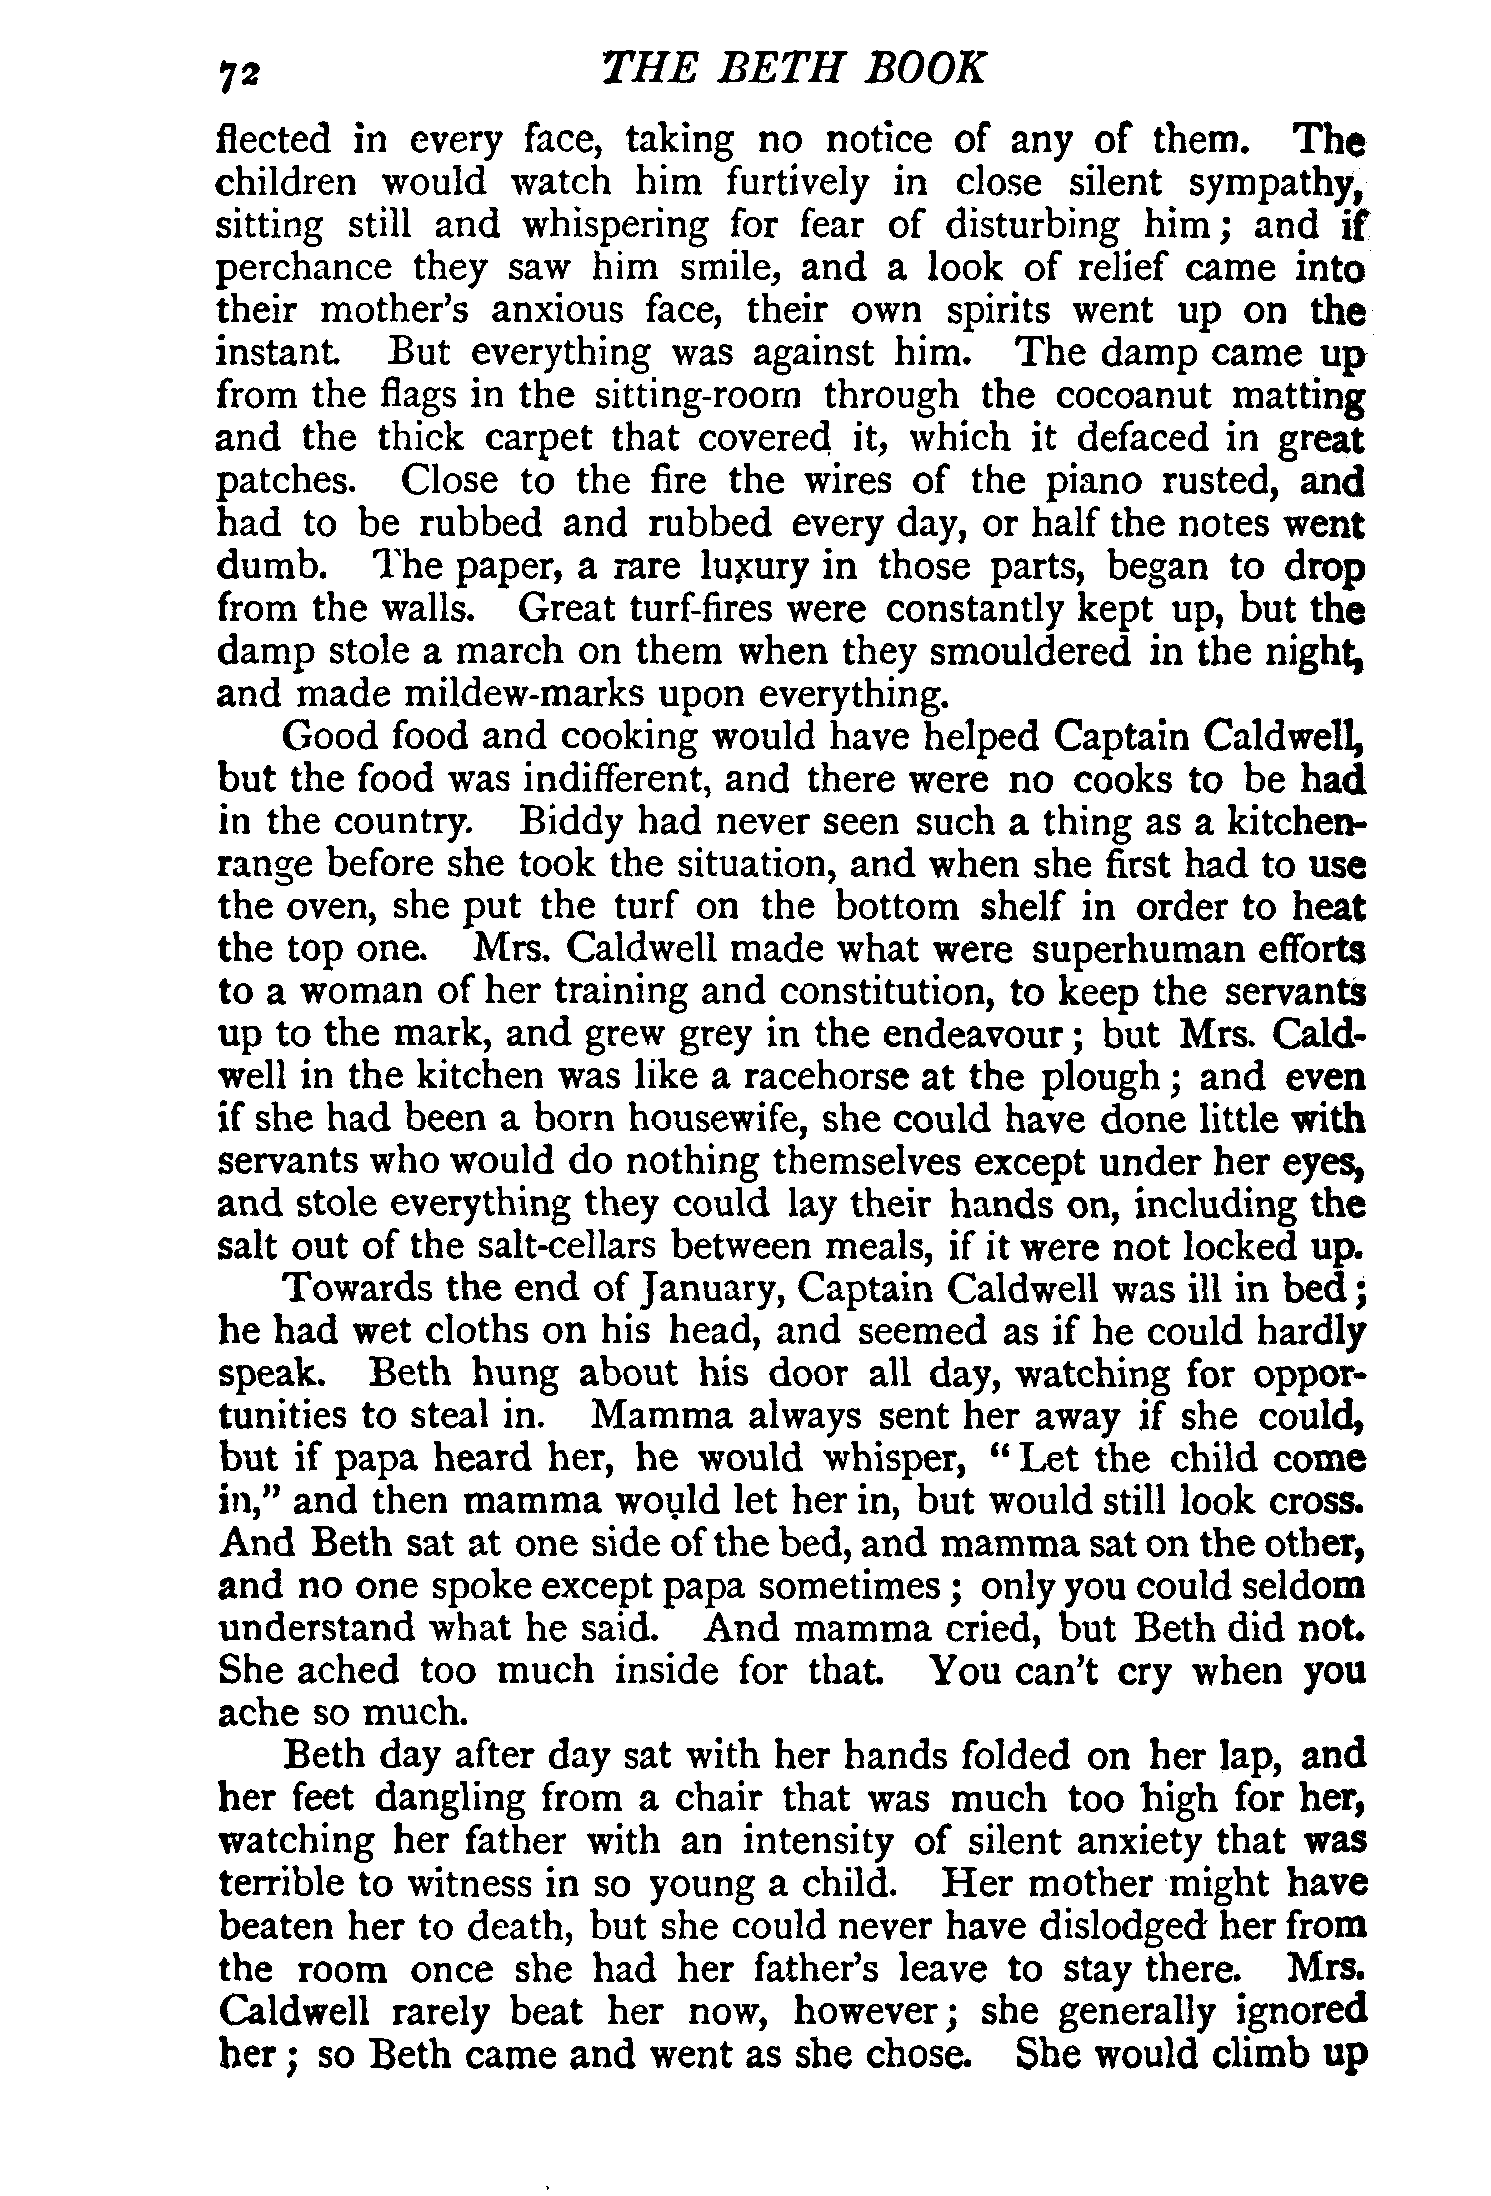 72 THE BETH BOOK
flected in every face, taking no notice of any of them. The
children would watch him furtively in close silent sympathy,
sitting still and whispering for fear of disturbing him; and if
perchance they saw him smile, and a look of relief came into
their mother's anxious face, their own spirits went up on the
instant. But everything was against him. The damp came up
from the flags in the sitting-room through the cocoanut matting
and the thick carpet that covered it, which it defaced in great
patches. Close to the fire the wires of the piano rusted, and
had to be rubbed and rubbed every day, or half the notes went
dumb. The paper, a rare luxury in those parts, began to drop
from the walls. Great turf-fires were constantly kept up, but the
damp stole a march on them when they smouldered in the night,
and made mildew-marks upon everything.
Good food and cooking would have helped Captain Caldwell,
but the food was indifferent, and there were no cooks to be had
in the country. Biddy had never seen such a thing as a kitchen-
range before she took the situation, and when she first had to use
the oven, she put the turf on the bottom shelf in order to heat
the top one. Mrs. Caldwell made what were superhuman efforts
to a woman of her training and constitution, to keep the servants
up to the mark, and grew grey in the endeavour; but Mrs. Cald-
well in the kitchen was like a racehorse at the plough; and even
if she had been a born housewife, she could have done little with
servants who would do nothing themselves except under her eyes,
and stole everything they could lay their hands on, including the
salt out of the salt-cellars between meals, if it were not locked up.
Towards the end of January, Captain Caldwell was ill in bed;
he had wet cloths on his head, and seemed as if he could hardly
speak. Beth hung about his door all day, watching for oppor-
tunities to steal in. Mamma always sent her away if she could,
but if papa heard her, he would whisper, "Let the child come
in," and then mamma would let her in, but would still look cross.
And Beth sat at one side of the bed, and mamma sat on the other,
and no one spoke except papa sometimes; only you could seldom
understand what he said. And mamma cried, but Beth did not.
She ached too much inside for that. You can't cry when you
ache so much.
Beth day after day sat with her hands folded on her lap, and
her feet dangling from a chair that was much too high for her,
watching her father with an intensity of silent anxiety that was
terrible to witness in so young a child. Her mother might have
beaten her to death, but she could never have dislodged her from
the room once she had her father's leave to stay there. Mrs.
Caldwell rarely beat her now, however; she generally ignored
her; so Beth came and went as she chose. She would climb up